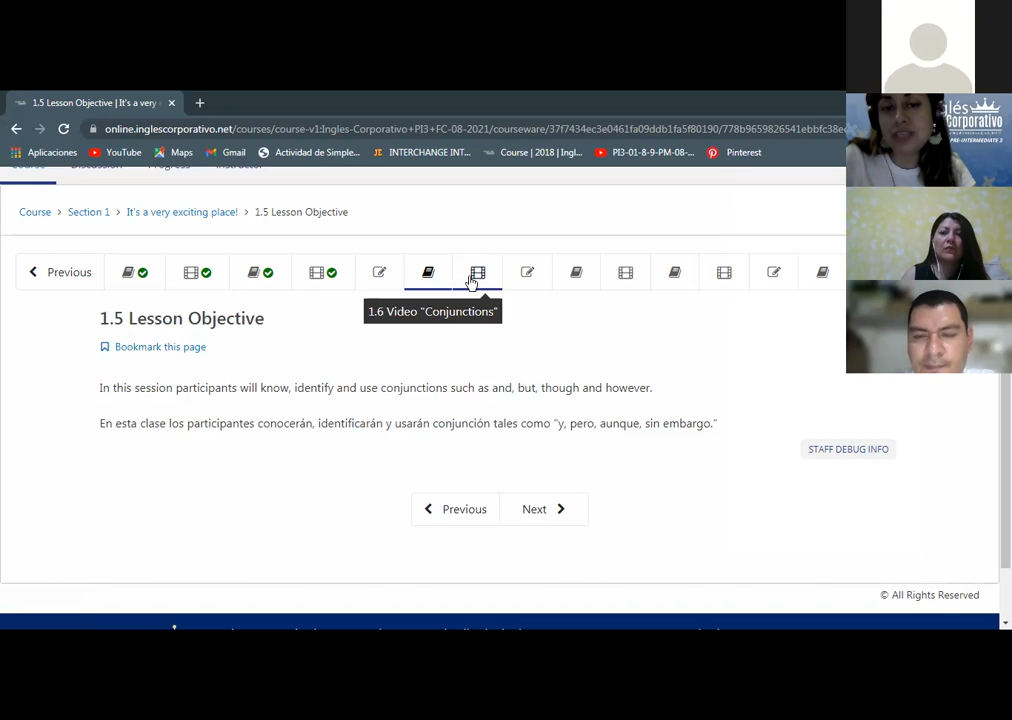 1.5 Lesson Objective | It's a very
online.inglescorporativo.net/courses/course-v1:Ingles-Corporativo+PI3+FC-08-2021/courseware/37f7434ec3e0461fa09ddb1fa5f80190/778b9659826541ebbfc38e
Aplicaciones YouTube Maps Gmail Actividad de Simple... INTERCHANGE INT... Course | 2018 | Ingl... PI3-01-8-9-PM-08-... Pinterest
glés
Corporativo
PRE-INTERMEDIATE 3
Course Discussion Progress Instructor
Course > Section 1 > It's a very exciting place! > 1.5 Lesson Objective
Previous
1.6 Video "Conjunctions"
1.5 Lesson Objective
Bookmark this page
In this session participants will know, identify and use conjunctions such as and, but, though and however.
En esta clase los participantes conocerán, identificarán y usarán conjunción tales como "y, pero, aunque, sin embargo."
STAFF DEBUG INFO
Previous Next
© All Rights Reserved